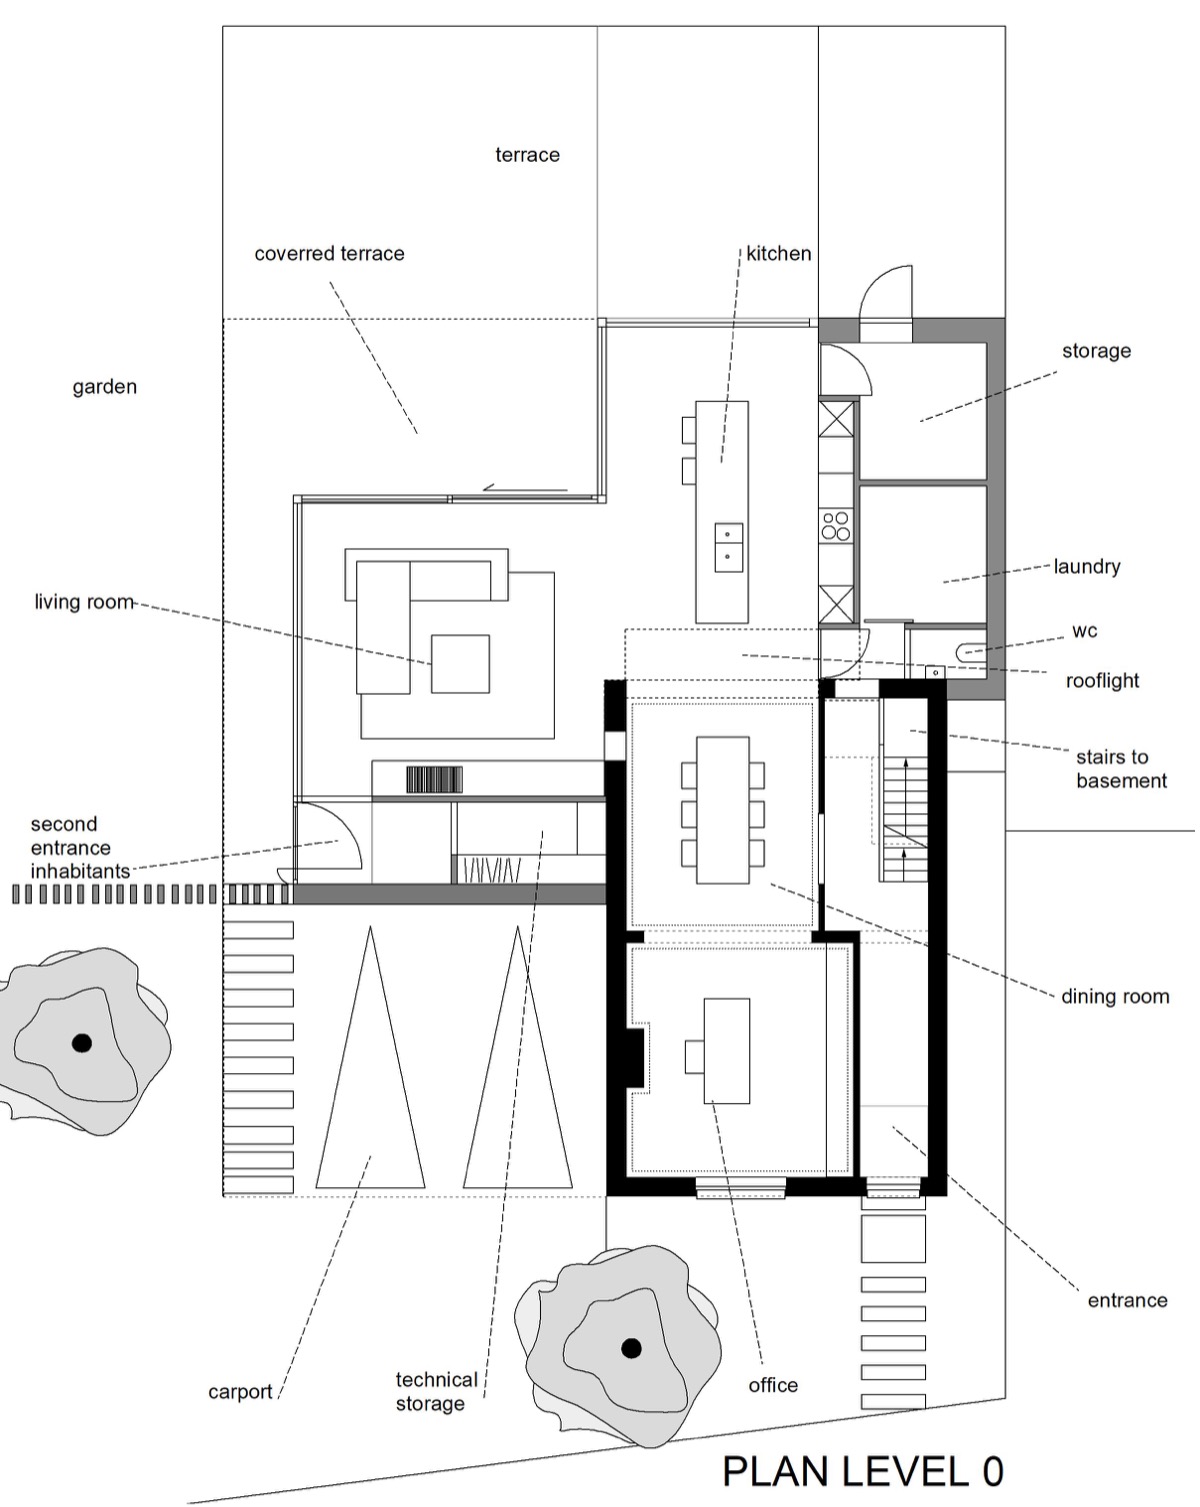 terrace
coverred terrace
kitchen
storage
garden
laundry
living room
wc
rooflight
stairs to
basement
second
entrance
inhabitants
dining room
entrance
carport
technical
storage
office
PLAN LEVEL 0